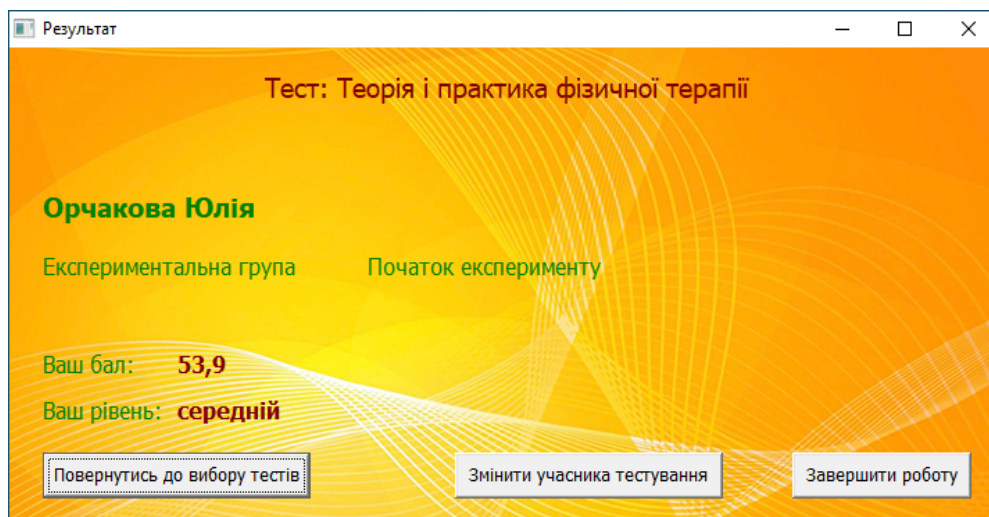 Результат
Тест: Теорія і практика фізичної терапії
Орчакова Юлія
Експериментальна група Початок експерименту
Ваш бал: 53,9
Ваш рівень: середній
Повернутись до вибору тестів Змінити учасника тестування Завершити роботу